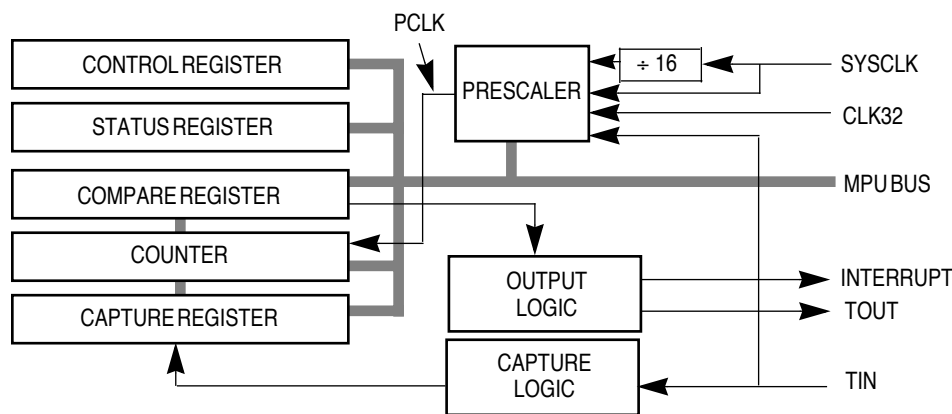 PCLK
CONTROL REGISTER
PRESCALER
÷ 16
SYSCLK
STATUS REGISTER
CLK32
COMPARE REGISTER
MPU BUS
COUNTER
OUTPUT
LOGIC
INTERRUPT
CAPTURE REGISTER
TOUT
CAPTURE
LOGIC
TIN